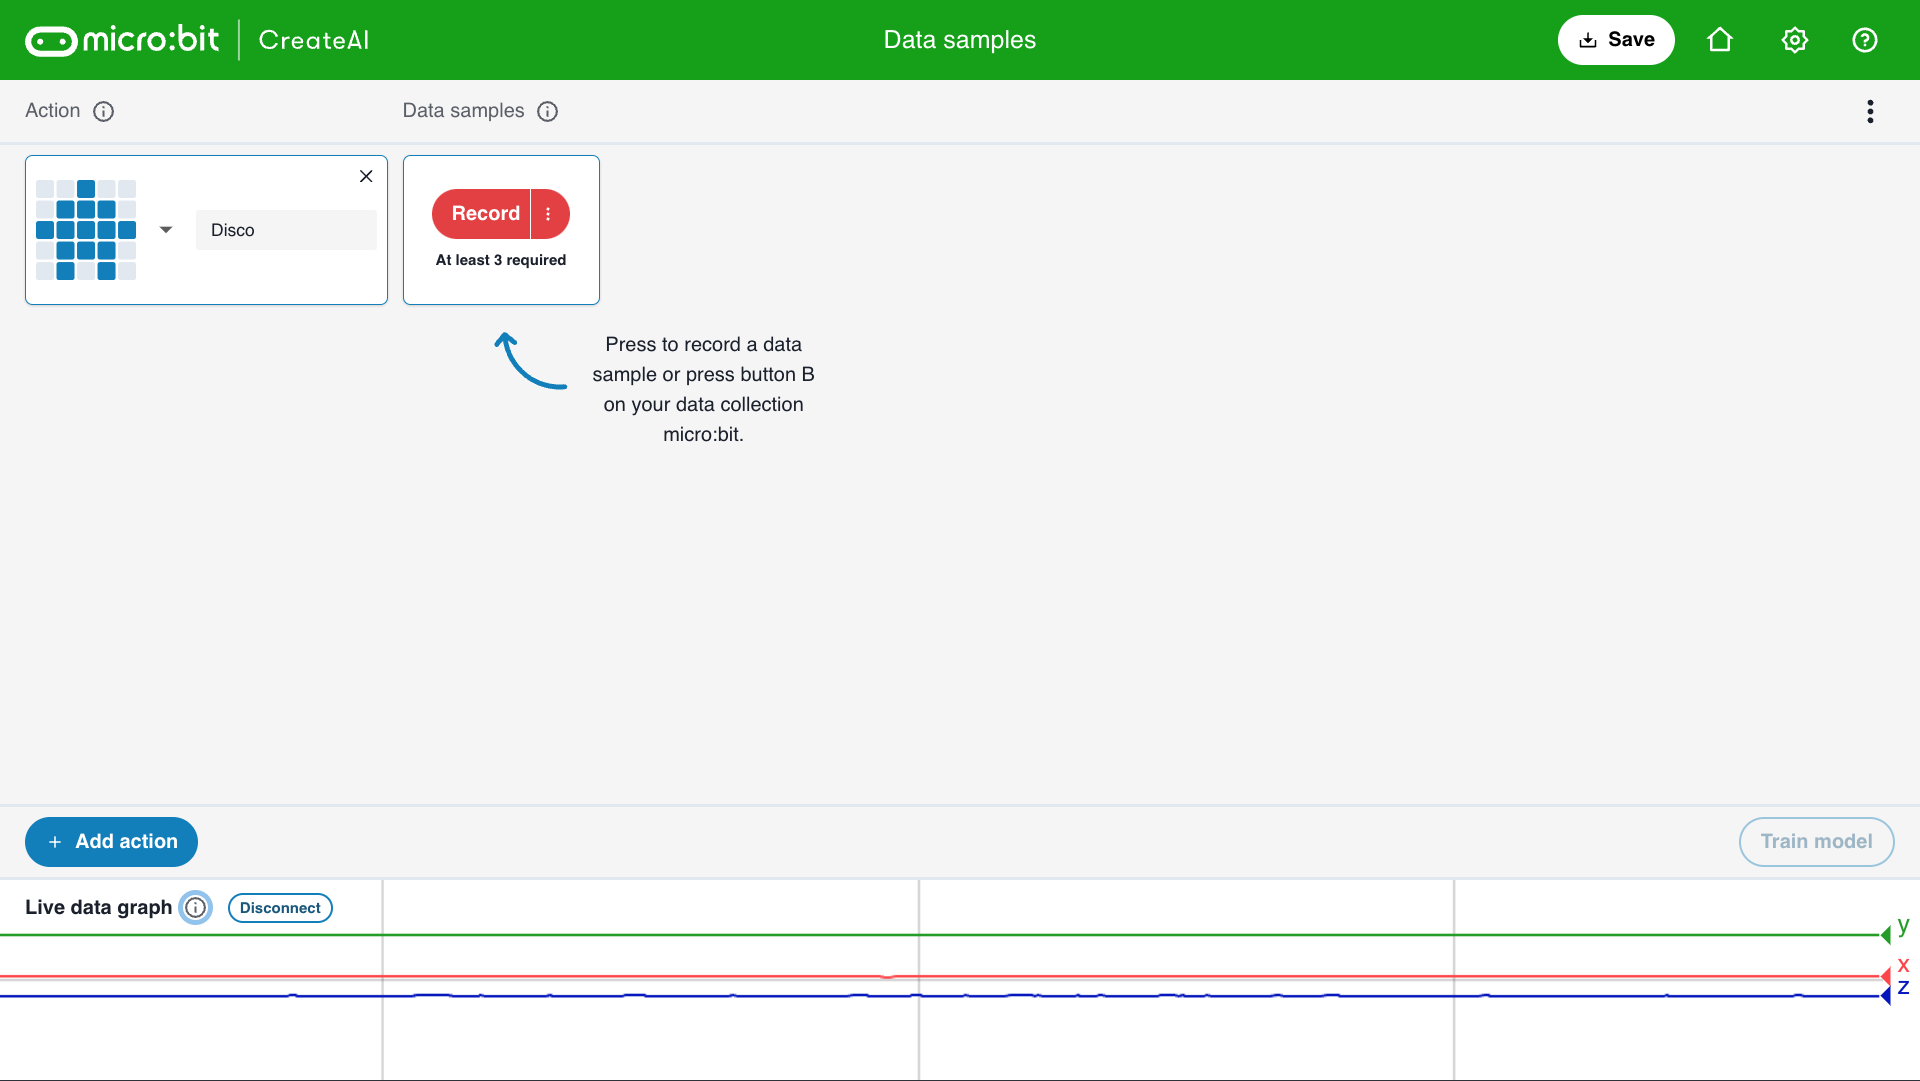 micro:bit CreateAI
Data samples
Save
Action
Data samples
Disco
Record
At least 3 required
Press to record a data
sample or press button B
on your data collection
micro:bit.
+ Add action
Train model
Live data graph
Disconnect
y
x
z